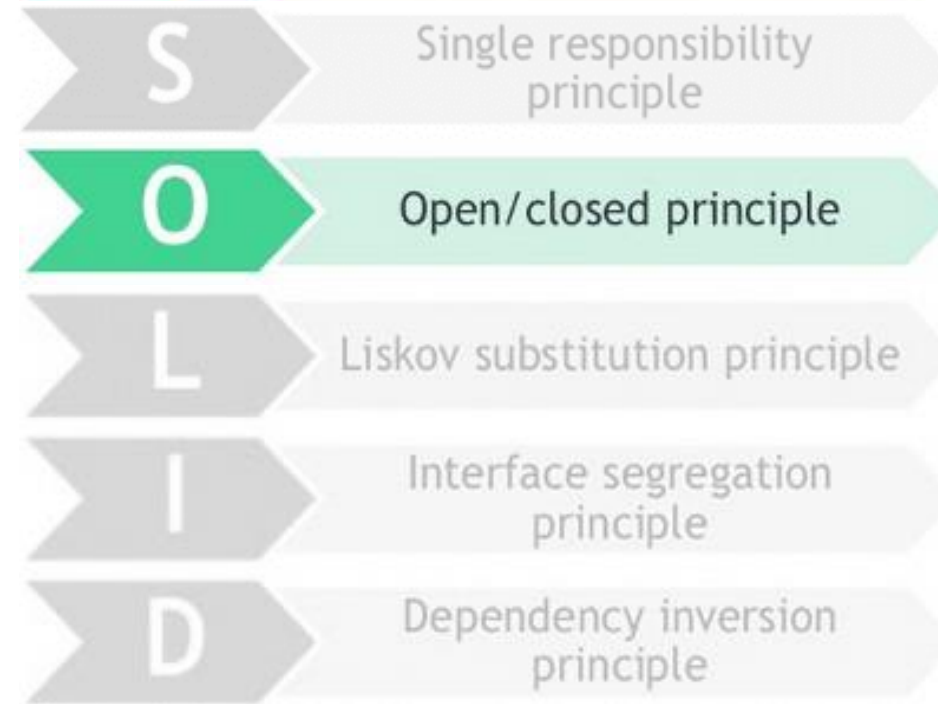 S
Single responsibility
principle
O
Open/closed principle
L
Liskov substitution principle
I
Interface segregation
principle
D
Dependency inversion
principle